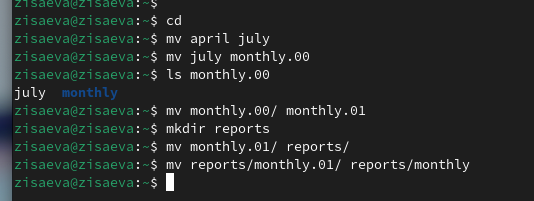 zisaeva@zisaeva:~$
zisaeva@zisaeva:~$ cd
zisaeva@zisaeva:~$ mv april july
zisaeva@zisaeva:~$ mv july monthly.00
zisaeva@zisaeva:~$ ls monthly.00
july  monthly
zisaeva@zisaeva:~$ mv monthly.00/ monthly.01
zisaeva@zisaeva:~$ mkdir reports
zisaeva@zisaeva:~$ mv monthly.01/ reports/
zisaeva@zisaeva:~$ mv reports/monthly.01/ reports/monthly
zisaeva@zisaeva:~$